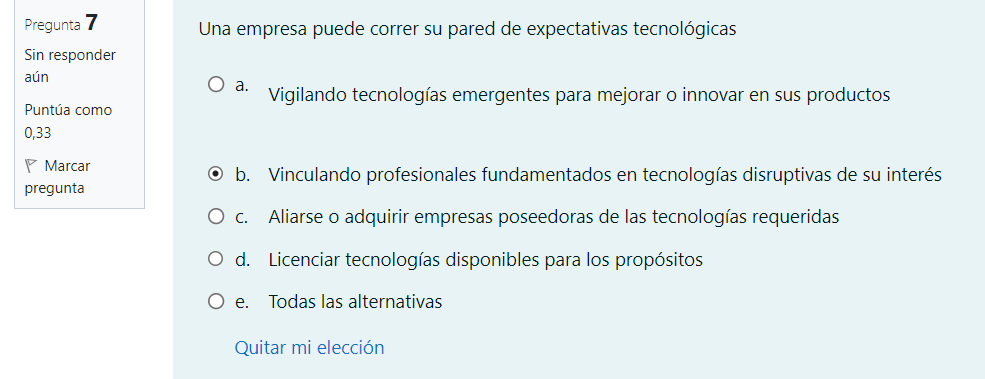 Pregunta 7
Sin responder
aún
Puntúa como
0,33
Marcar
pregunta
Una empresa puede correr su pared de expectativas tecnológicas
a. Vigilando tecnologías emergentes para mejorar o innovar en sus productos
b. Vinculando profesionales fundamentados en tecnologías disruptivas de su interés
c. Aliarse o adquirir empresas poseedoras de las tecnologías requeridas
d. Licenciar tecnologías disponibles para los propósitos
e. Todas las alternativas
Quitar mi elección